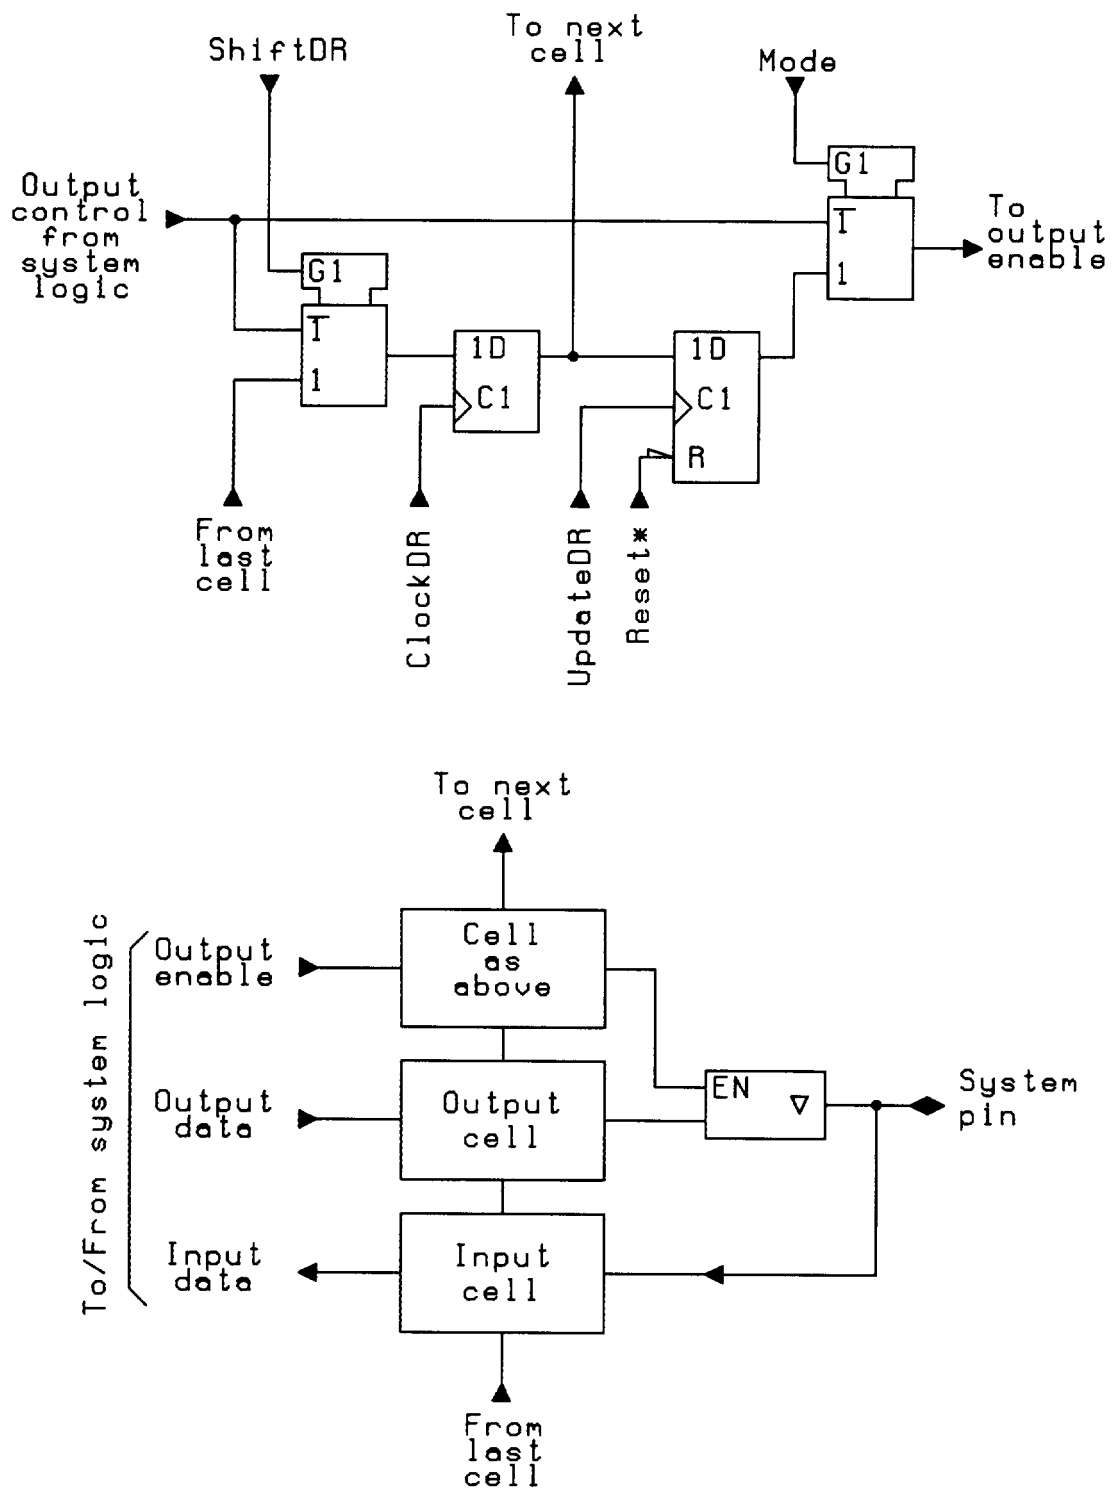 To next
cell
ShiftDR
Mode
G1
Output
control
from
system
logic
1
1
To
output
enable
G1
1
1
1D
C1
1D
C1
R
From
last
cell
ClockDR
UpdateDR
Reset*
To next
cell
To/From system logic
Output
enable
Cell
as
above
Output
data
Output
cell
EN
System
pin
Input
data
Input
cell
From
last
cell